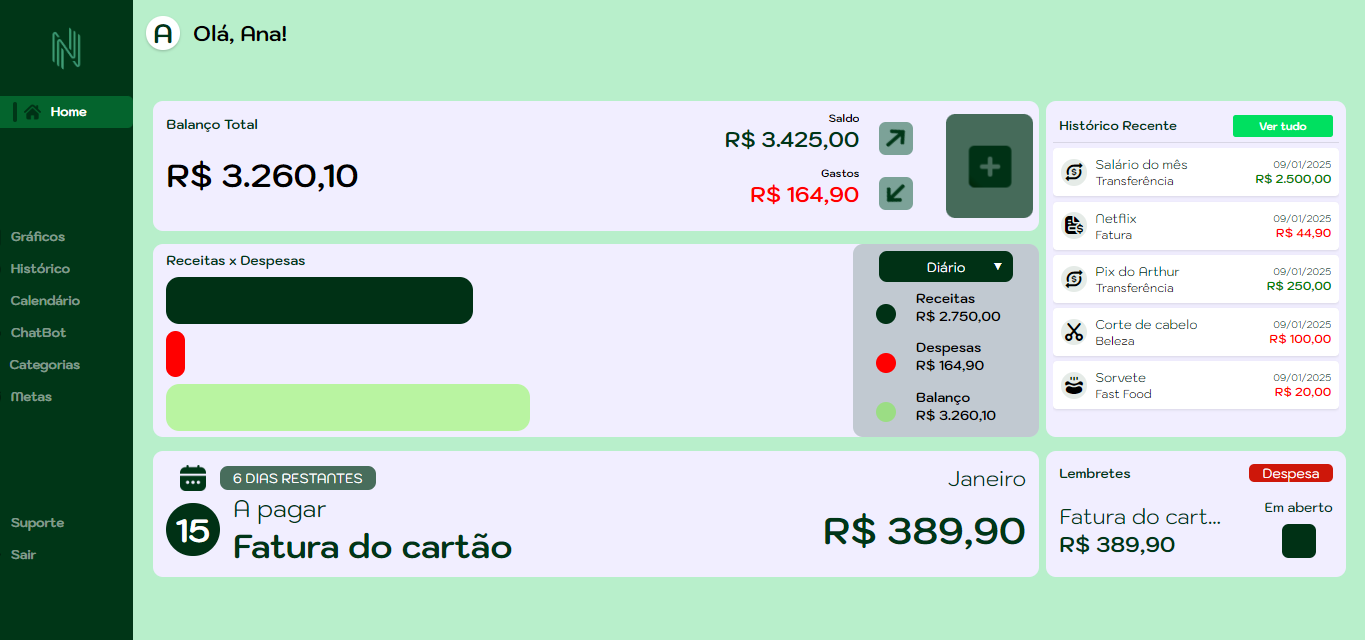 A
Olá, Ana!
Home
Gráficos
Histórico
Calendário
ChatBot
Categorias
Metas
Suporte
Sair
Balanço Total
R$ 3.260,10
Saldo
R$ 3.425,00
Gastos
R$ 164,90
Receitas x Despesas
Diário
Receitas
R$ 2.750,00
Despesas
R$ 164,90
Balanço
R$ 3.260,10
Histórico Recente
Ver tudo
Salário do mês
09/01/2025
Transferência
R$ 2.500,00
Netflix
09/01/2025
Fatura
R$ 44,90
Pix do Arthur
09/01/2025
Transferência
R$ 250,00
Corte de cabelo
09/01/2025
Beleza
R$ 100,00
Sorvete
09/01/2025
Fast Food
R$ 20,00
6 DIAS RESTANTES
Janeiro
15
A pagar
Fatura do cartão
R$ 389,90
Lembretes
Despesa
Em aberto
Fatura do cart...
R$ 389,90